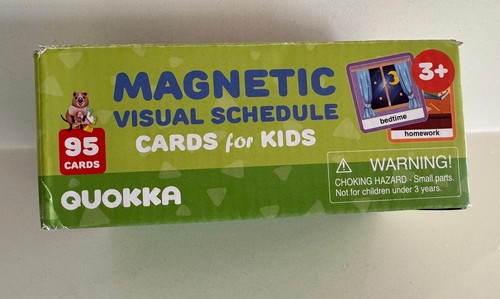 MAGNETIC
VISUAL SCHEDULE
CARDS for KIDS
3+
bedtime
homework
95
CARDS
QUOKKA
WARNING!
CHOKING HAZARD - Small parts.
Not for children under 3 years.